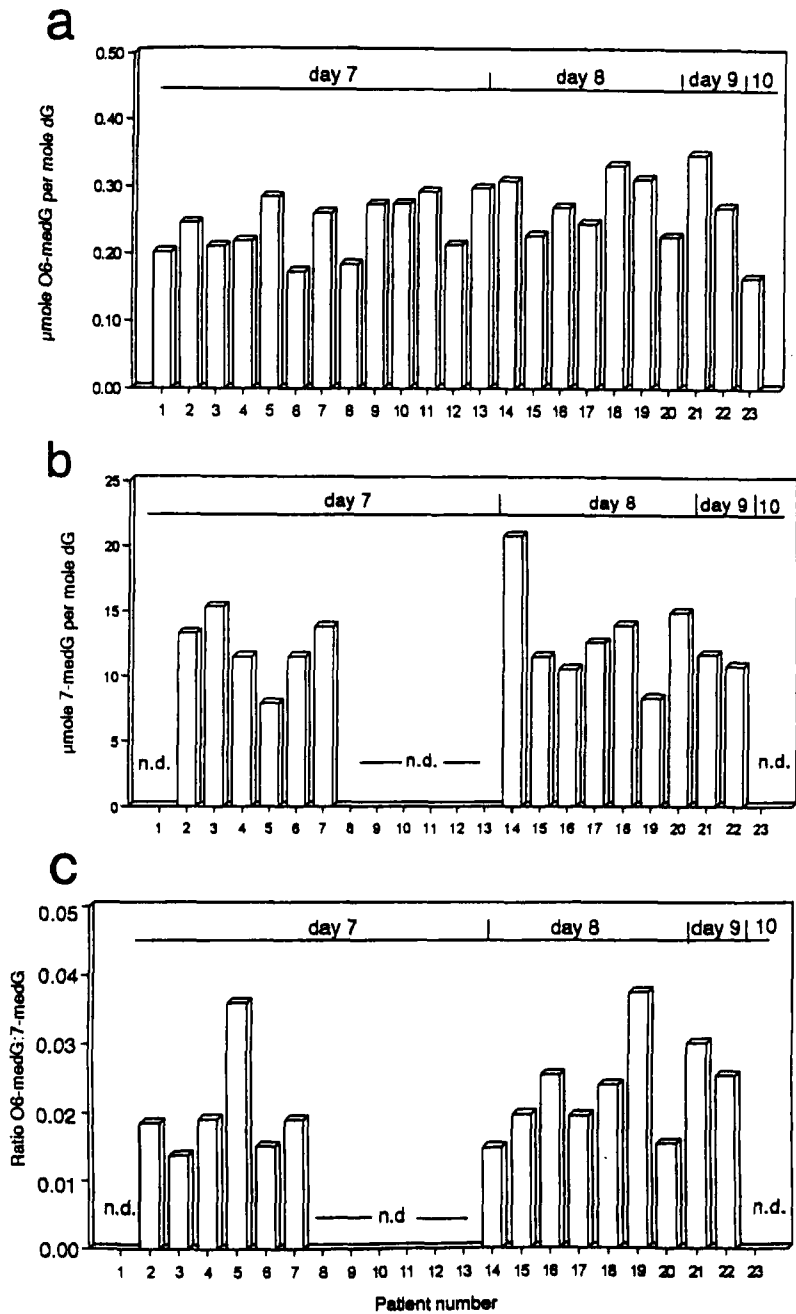 a
µmole O6-medG per mole dG
0.50
0.40
0.30
0.20
0.10
0.00
day 7 day 8 day 9 10
1 2 3 4 5 6 7 8 9 10 11 12 13 14 15 16 17 18 19 20 21 22 23
b
µmole 7-medG per mole dG
25
20
15
10
5
0
day 7 day 8 day 9 10
n.d. n.d. n.d.
1 2 3 4 5 6 7 8 9 10 11 12 13 14 15 16 17 18 19 20 21 22 23
c
Ratio O6-medG:7-medG
0.05
0.04
0.03
0.02
0.01
0.00
day 7 day 8 day 9 10
n.d. n.d n.d.
1 2 3 4 5 6 7 8 9 10 11 12 13 14 15 16 17 18 19 20 21 22 23
Patient number